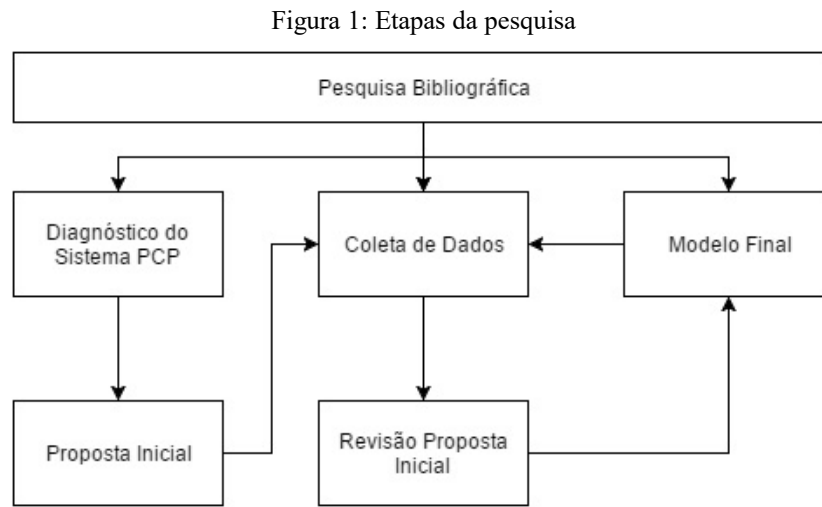 Figura 1: Etapas da pesquisa
Pesquisa Bibliográfica
Diagnóstico do
Sistema PCP
Coleta de Dados
Modelo Final
Proposta Inicial
Revisão Proposta
Inicial